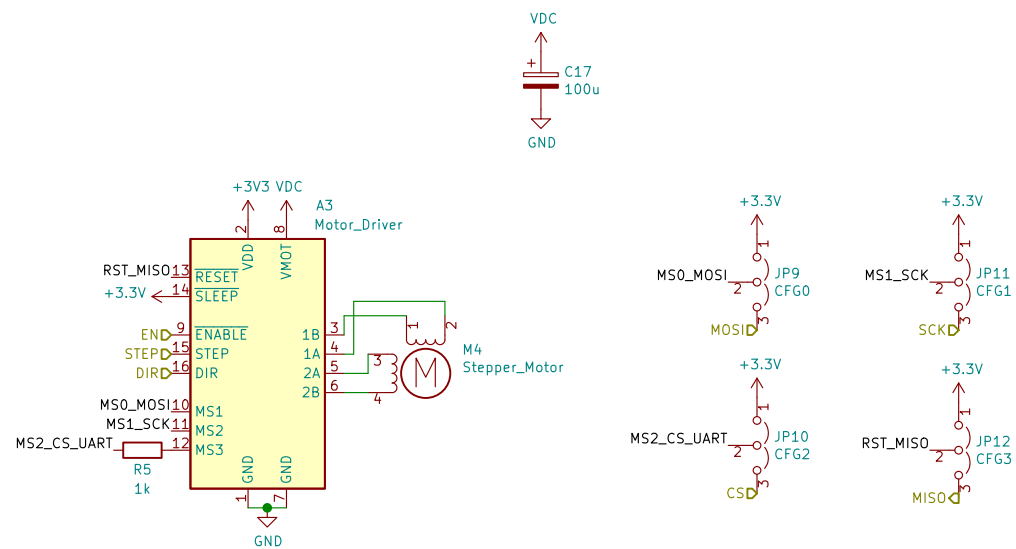 VDC
+
C17
100u
GND
+3V3 VDC
A3
Motor_Driver
2
8
VDD
VMOT
RST_MISO 13 RESET
+3.3V 14 SLEEP
EN 9 ENABLE
STEP 15 STEP
DIR 16 DIR
MS0_MOSI 10 MS1
MS1_SCK 11 MS2
MS2_CS_UART 12 MS3
R5
1k
1B 3
1A 4
2A 5
2B 6
1
2
3
4
M
M4
Stepper_Motor
GND
GND
1
7
GND
+3.3V
1
MS0_MOSI
2
JP9
CFG0
3
MOSI
+3.3V
1
MS1_SCK
2
JP11
CFG1
3
SCK
+3.3V
1
MS2_CS_UART
2
JP10
CFG2
3
CS
+3.3V
1
RST_MISO
2
JP12
CFG3
3
MISO